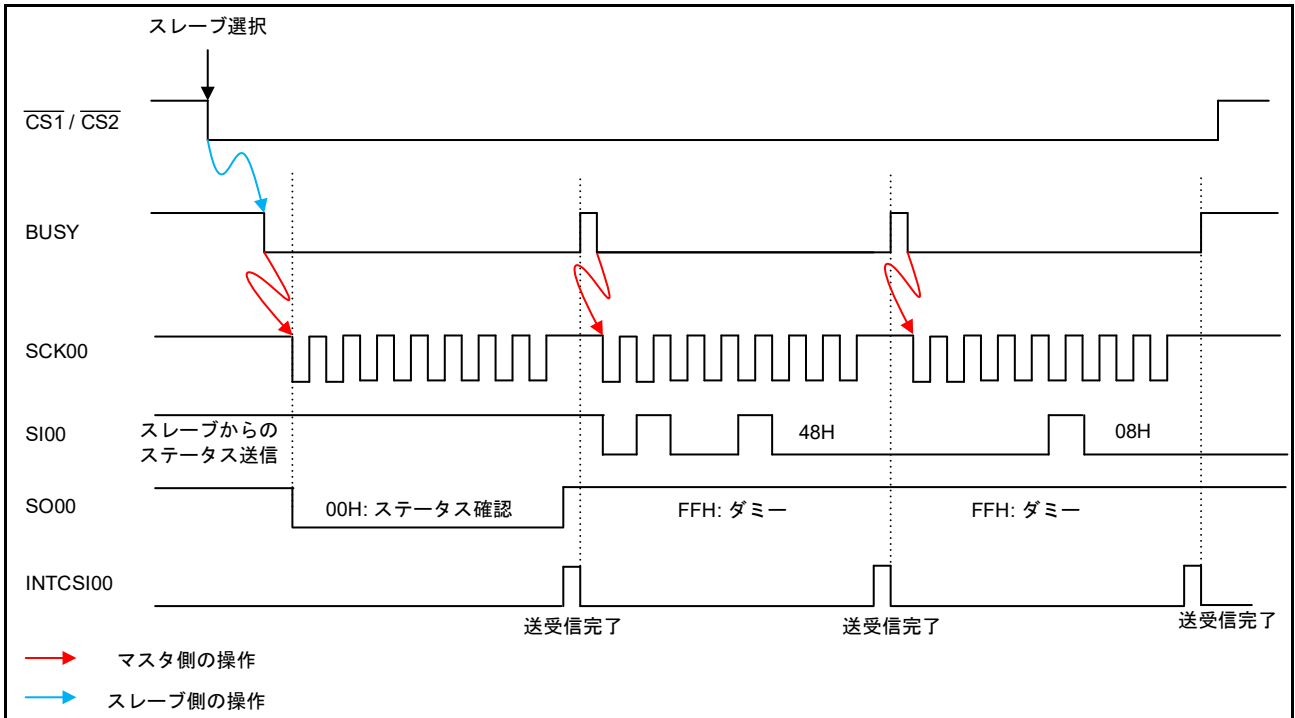 スレーブ選択
CS1 / CS2
BUSY
SCK00
SI00
スレーブからの
ステータス送信
48H
08H
SO00
00H: ステータス確認
FFH: ダミー
FFH: ダミー
INTCSI00
送受信完了
送受信完了
送受信完了
マスタ側の操作
スレーブ側の操作